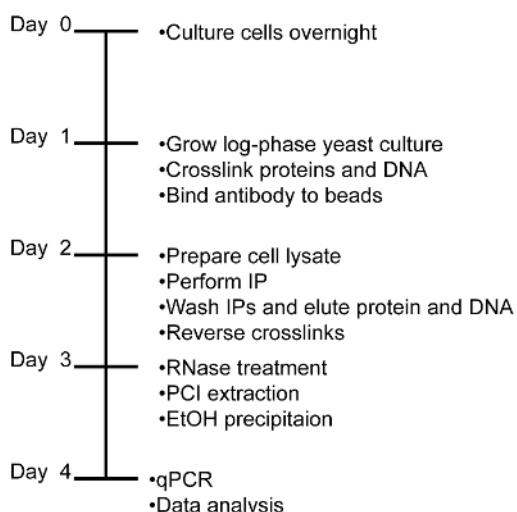 Day 0
•Culture cells overnight
Day 1
•Grow log-phase yeast culture
•Crosslink proteins and DNA
•Bind antibody to beads
Day 2
•Prepare cell lysate
•Perform IP
•Wash IPs and elute protein and DNA
•Reverse crosslinks
Day 3
•RNase treatment
•PCI extraction
•EtOH precipitaion
Day 4
•qPCR
•Data analysis